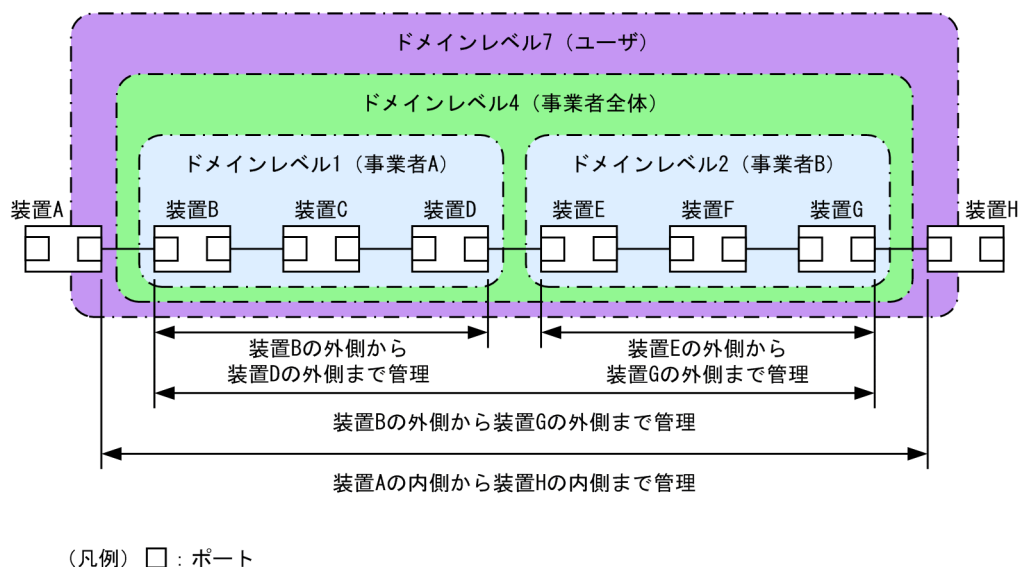 ドメインレベル7（ユーザ）
ドメインレベル4（事業者全体）
ドメインレベル1（事業者A）
ドメインレベル2（事業者B）
装置A
装置B
装置C
装置D
装置E
装置F
装置G
装置H
装置Bの外側から
装置Dの外側まで管理
装置Eの外側から
装置Gの外側まで管理
装置Bの外側から装置Gの外側まで管理
装置Aの内側から装置Hの内側まで管理
（凡例）□：ポート